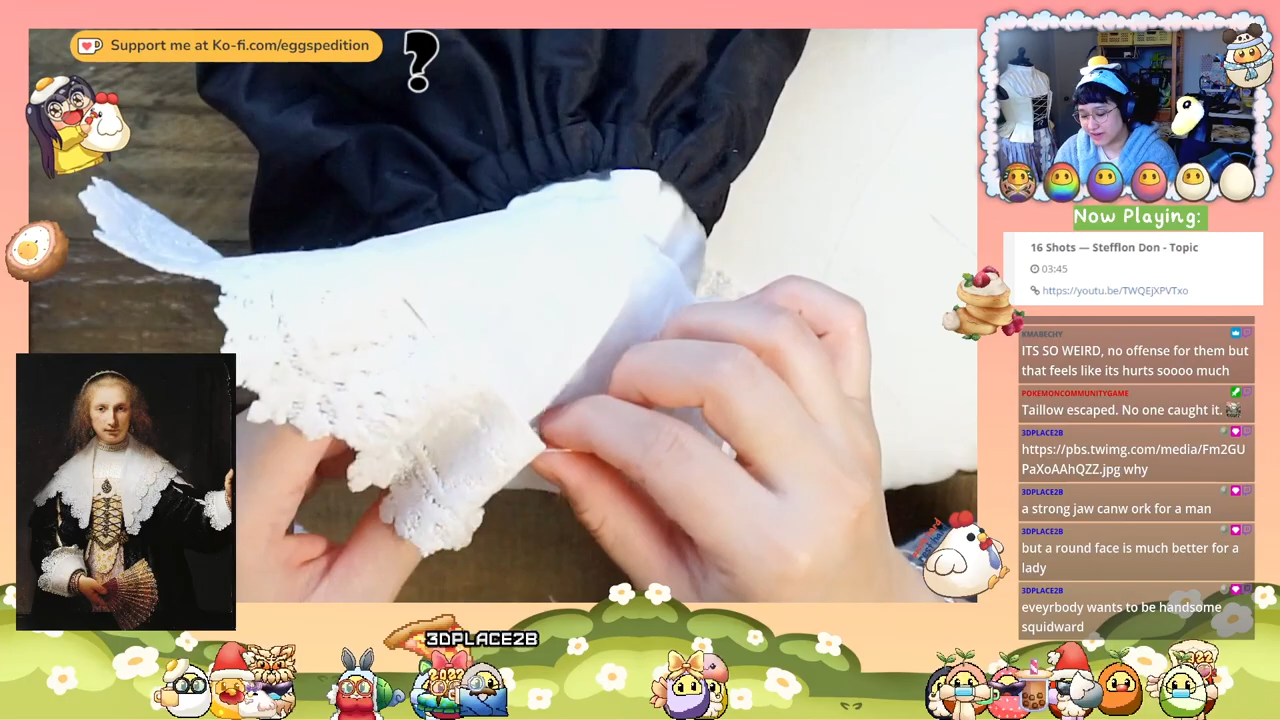 Support me at Ko-fi.com/eggspedition
?
Now Playing:
16 Shots — Stefflon Don - Topic
03:45
https://youtu.be/TWQEjXPVTxo
KMABECHY
ITS SO WEIRD, no offense for them but
that feels like its hurts soooo much
POKEMONCOMMUNITYGAME
Taillow escaped. No one caught it.
3DPLACE2B
https://pbs.twimg.com/media/Fm2GU
PaXoAAhQZZ.jpg why
3DPLACE2B
a strong jaw canw ork for a man
3DPLACE2B
but a round face is much better for a
lady
3DPLACE2B
eveyrbody wants to be handsome
squidward
3DPLACE2B
2022